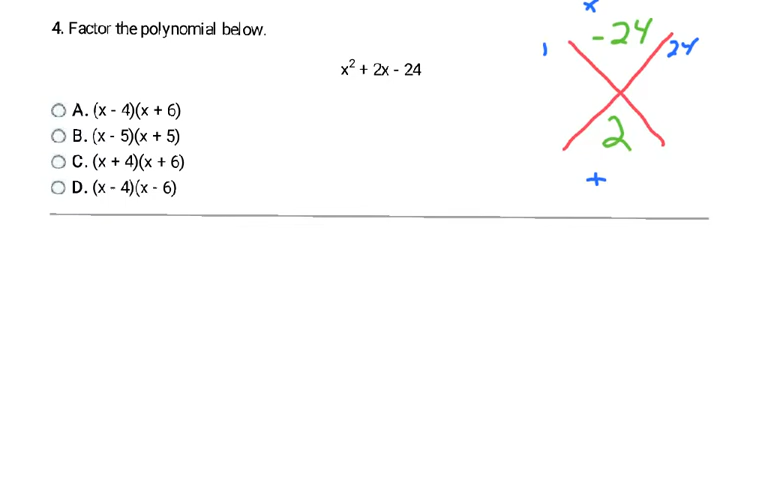 4. Factor the polynomial below.
x² + 2x - 24
A. (x - 4)(x + 6)
B. (x - 5)(x + 5)
C. (x + 4)(x + 6)
D. (x - 4)(x - 6)
x
-24
1
24
2
+